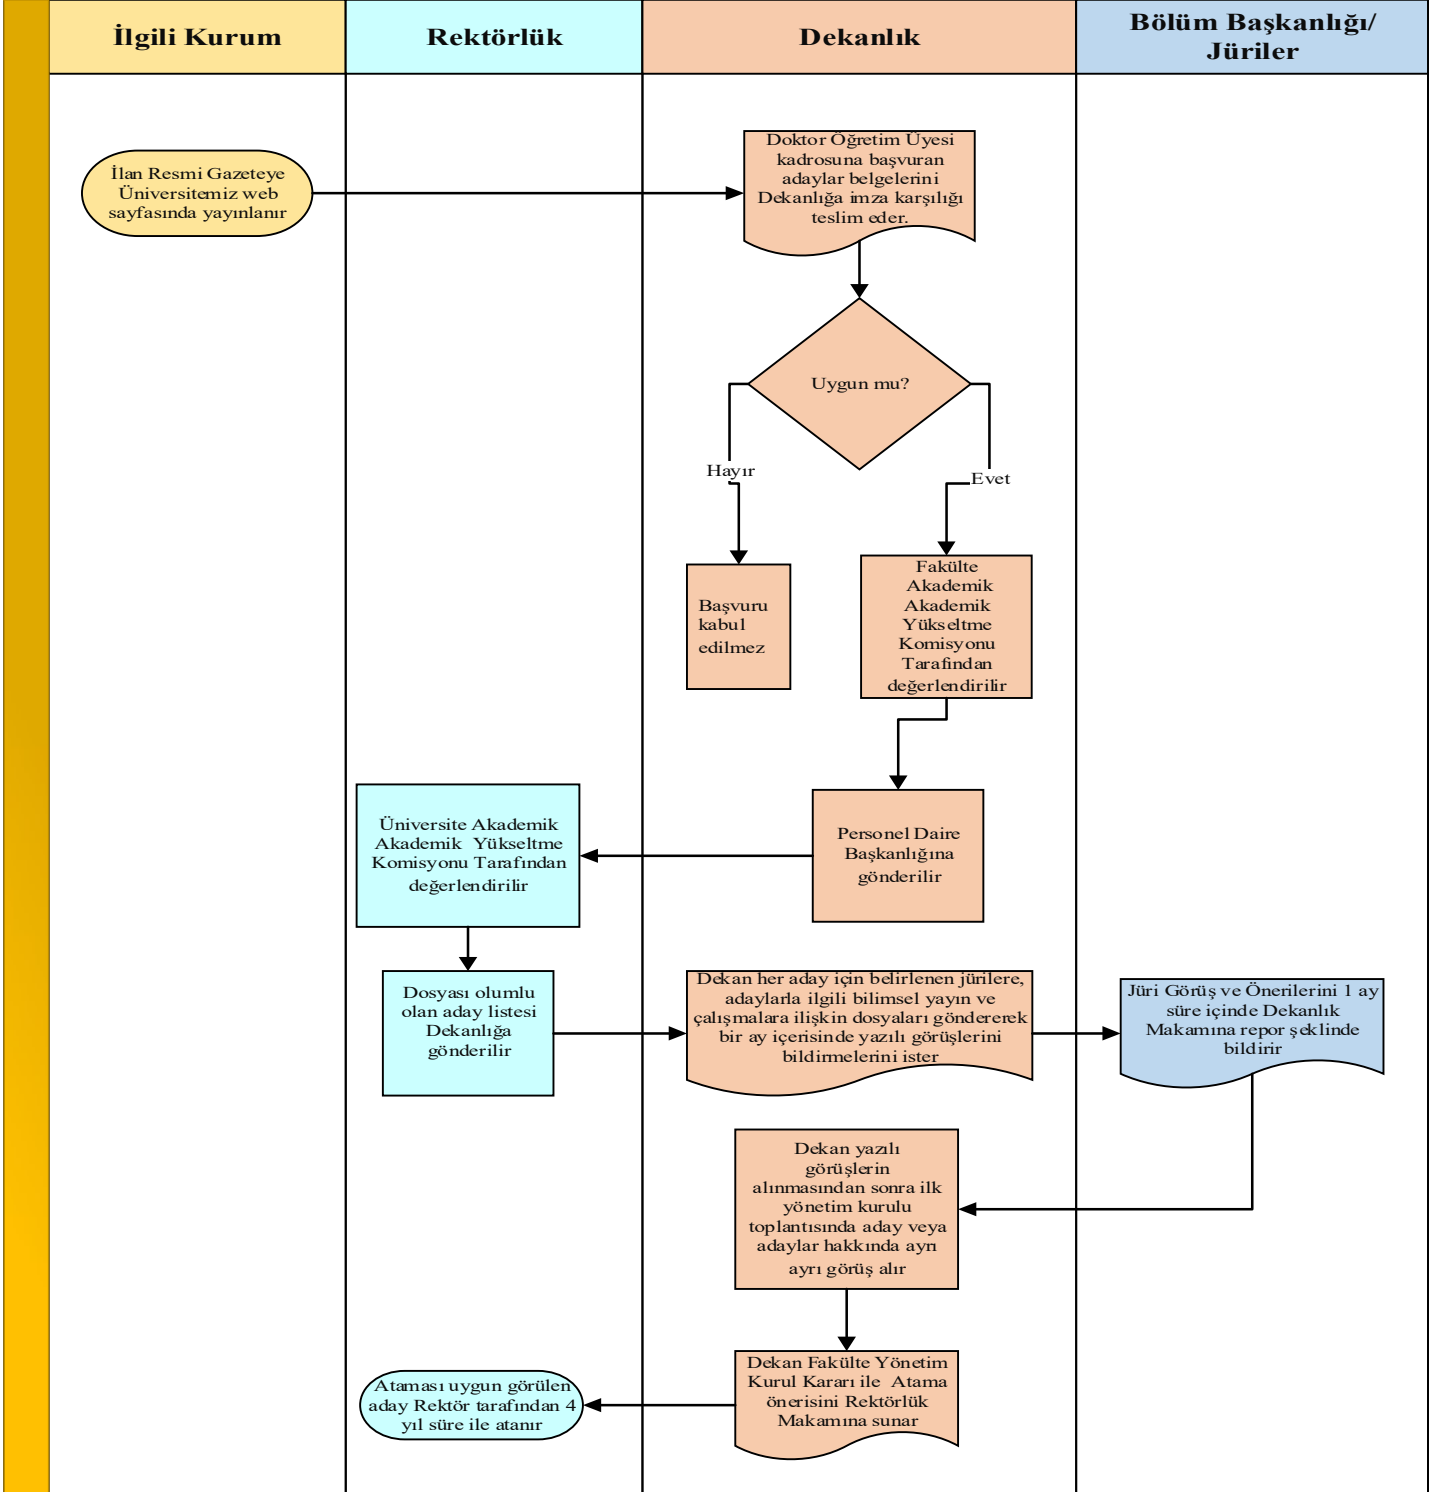 İlgili Kurum
Rektörlük
Dekanlık
Bölüm Başkanlığı/
Jüriler
İlan Resmi Gazeteye
Üniversitemiz web
sayfasında yayınlanır
Doktor Öğretim Üyesi
kadrosuna başvuran
adaylar belgelerini
Dekanlığa imza karşılığı
teslim eder.
Uygun mu?
Hayır
Evet
Başvuru
kabul
edilmez
Fakülte
Akademik
Akademik
Yükseltme
Komisyonu
Tarafından
değerlendirilir
Personel Daire
Başkanlığına
gönderilir
Üniversite Akademik
Akademik Yükseltme
Komisyonu Tarafından
değerlendirilir
Dosyası olumlu
olan aday listesi
Dekanlığa
gönderilir
Dekan her aday için belirlenen jürilere,
adaylarla ilgili bilimsel yayın ve
çalışmalara ilişkin dosyaları göndererek
bir ay içerisinde yazılı görüşlerini
bildirmelerini ister
Jüri Görüş ve Önerilerini 1 ay
süre içinde Dekanlık
Makamına repor şeklinde
bildirir
Dekan yazılı
görüşlerin
alınmasından sonra ilk
yönetim kurulu
toplantısında aday veya
adaylar hakkında ayrı
ayrı görüş alır
Dekan Fakülte Yönetim
Kurul Kararı ile Atama
önerisini Rektörlük
Makamına sunar
Ataması uygun görülen
aday Rektör tarafından 4
yıl süre ile atanır